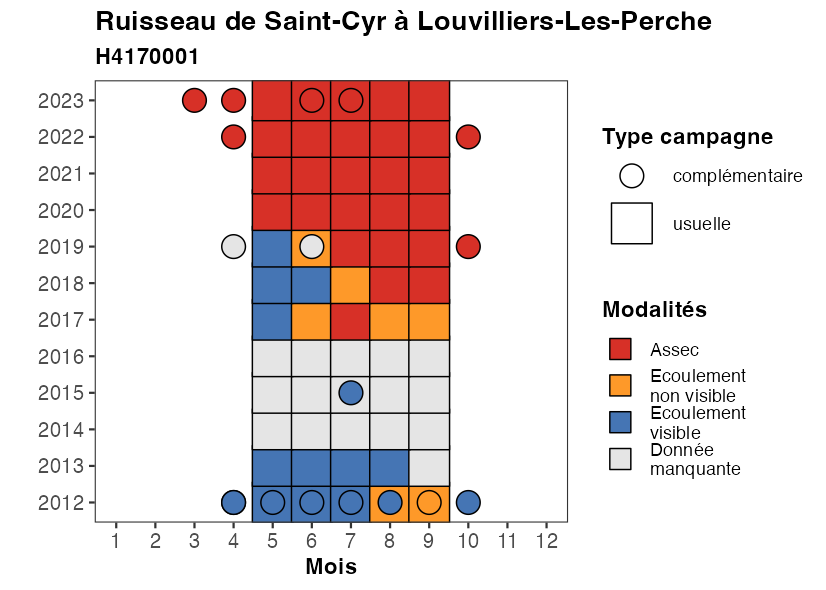 Ruisseau de Saint-Cyr à Louvilliers-Les-Perche
H4170001
2023
2022
2021
2020
2019
2018
2017
2016
2015
2014
2013
2012
1 2 3 4 5 6 7 8 9 10 11 12
Mois
Type campagne
complémentaire
usuelle
Modalités
Assec
Ecoulement
non visible
Ecoulement
visible
Donnée
manquante